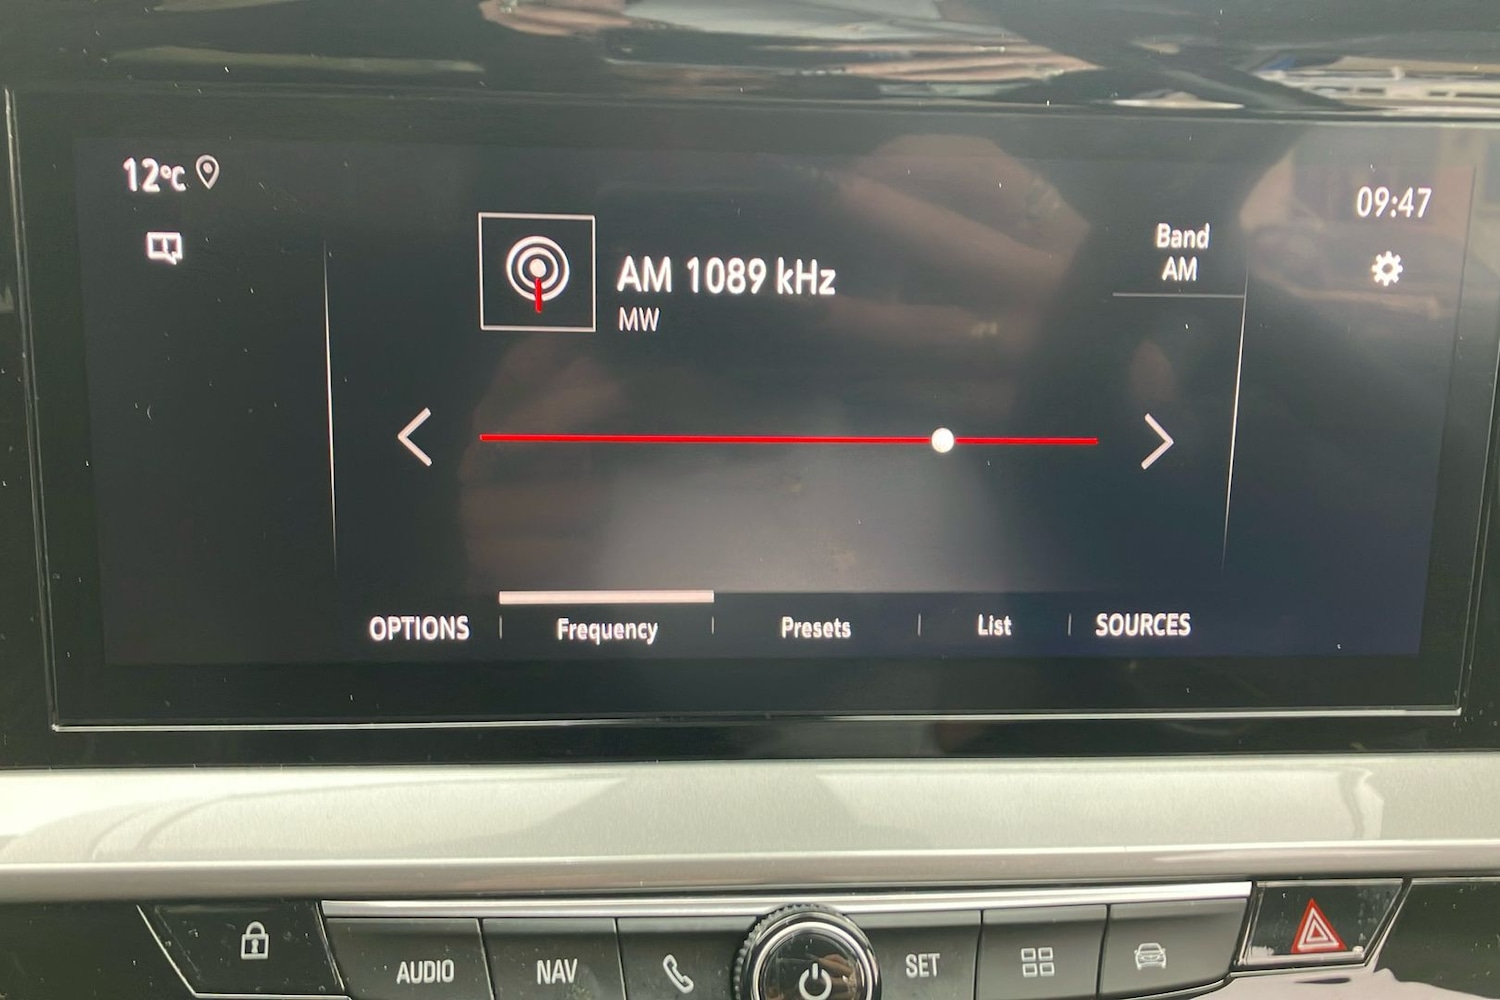 12°C
09:47
AM 1089 kHz
MW
Band
AM
OPTIONS
Frequency
Presets
List
SOURCES
AUDIO
NAV
SET